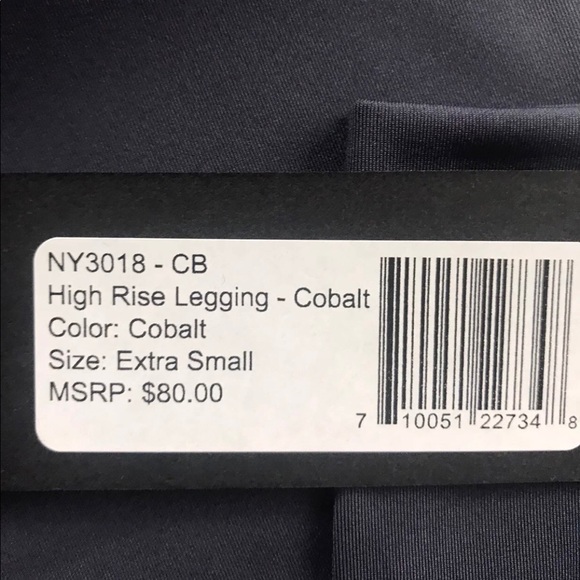 NY3018 - CB
High Rise Legging - Cobalt
Color: Cobalt
Size: Extra Small
MSRP: $80.00
7 10051 22734 8